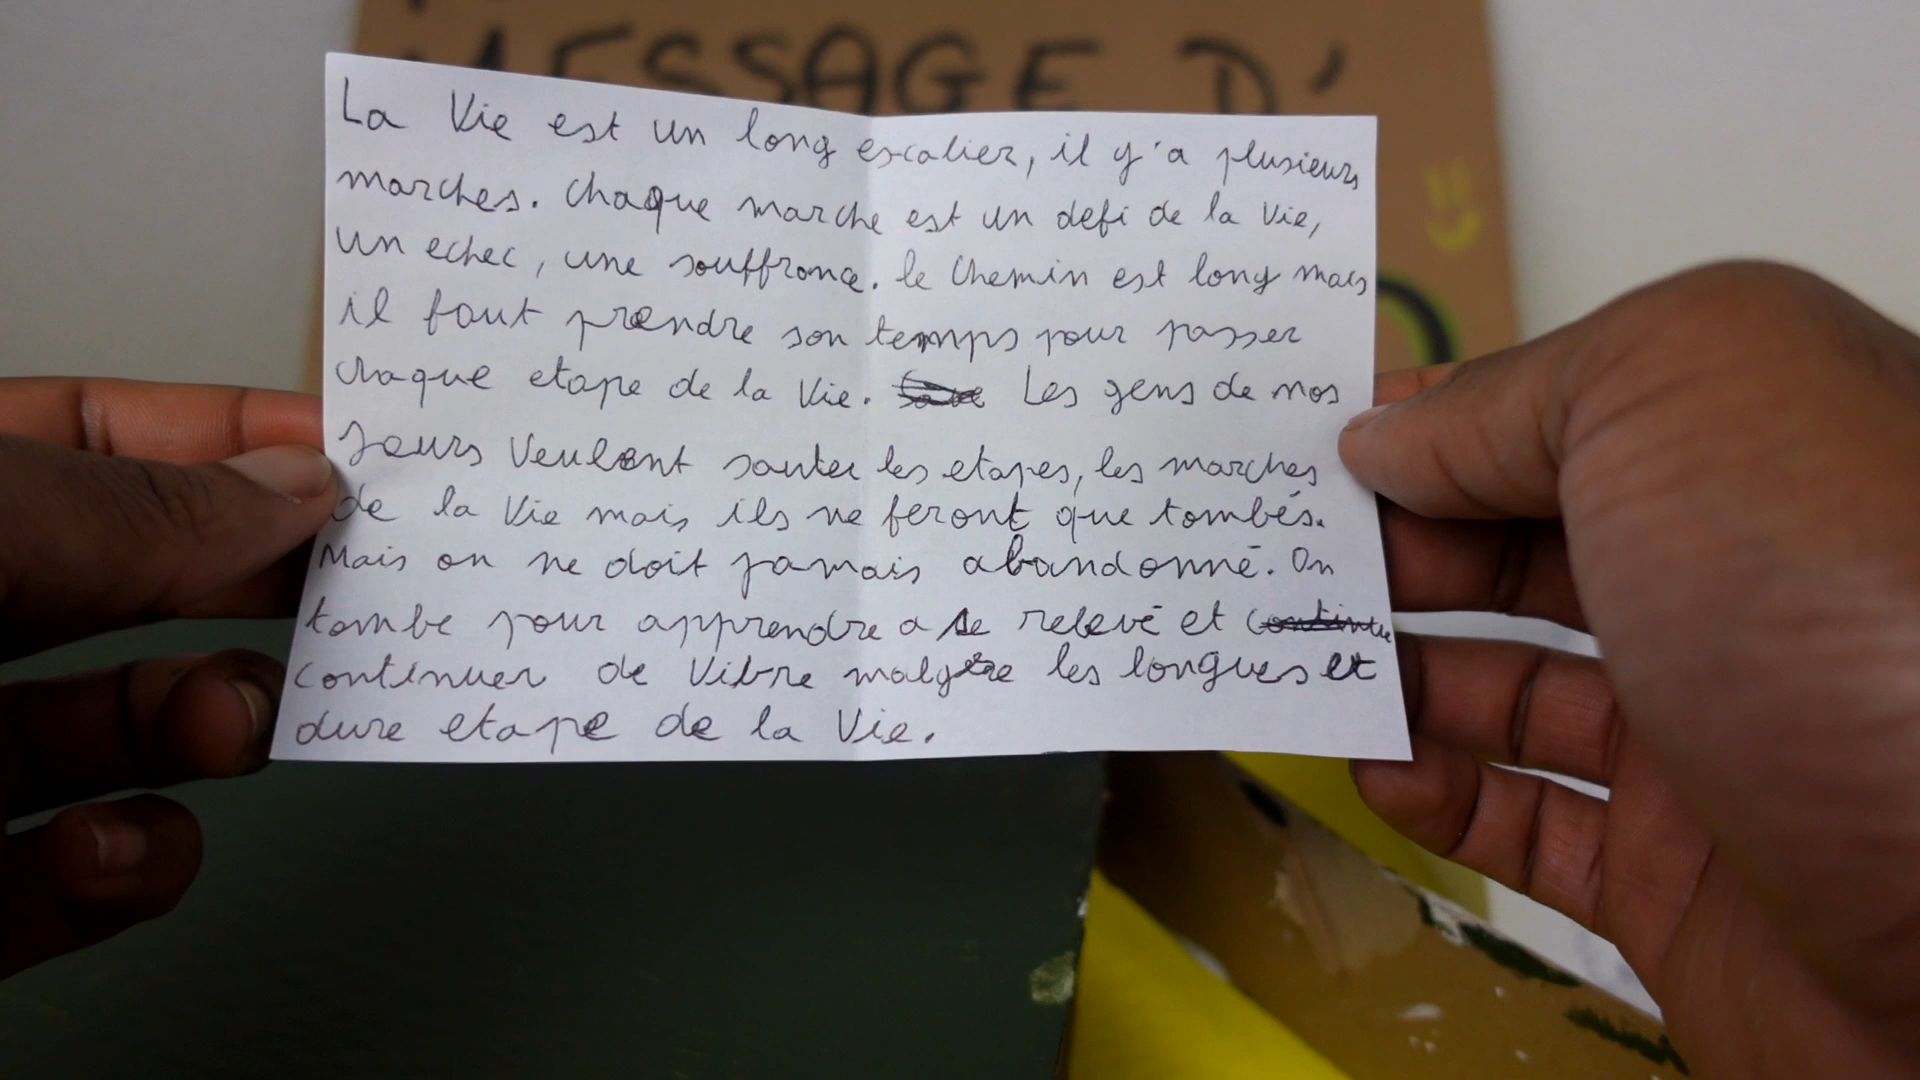 MESSAGE D'
La Vie est un long escalier, il y'a plusieurs
marches. Chaque marche est un defi de la Vie,
un echec, une souffrance. le Chemin est long mais
il faut prendre son temps pour passer
chaque etape de la Vie. Les gens de nos
Jours Veulent sauter les etapes, les marches
de la Vie mais ils ne feront que tombés.
Mais on ne doit jamais abandonné. On
tombe pour apprendre a se relevé et continue
continuer de Vibre malgere les longues et
dure etape de la Vie.